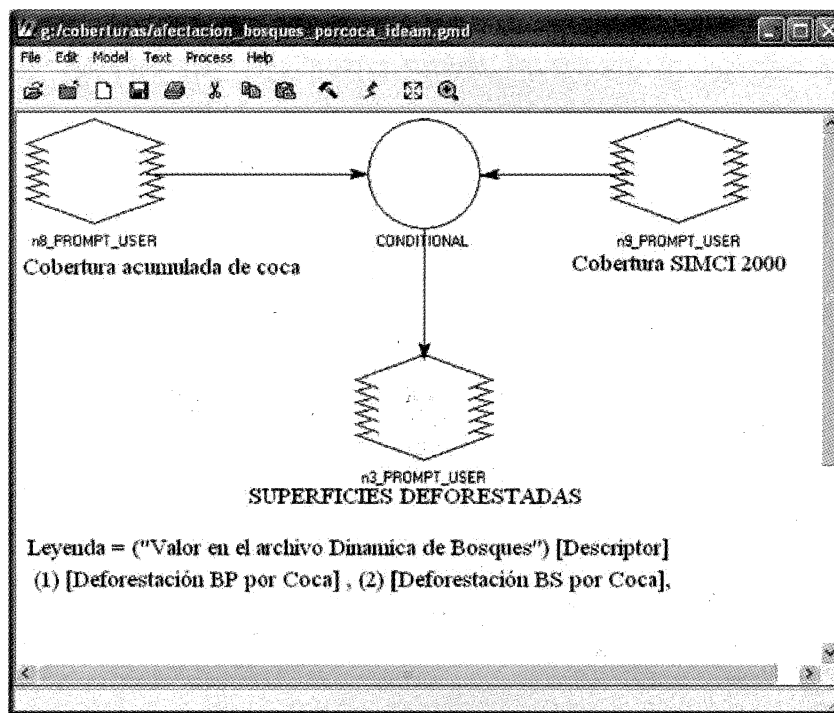 g:/coberturas/afectacion_bosques_porcoca_ideam.gmd
File Edit Model Text Process Help
n8_PROMPT_USER
CONDITIONAL
n9_PROMPT_USER
Cobertura acumulada de coca
Cobertura SIMCI 2000
n3_PROMPT_USER
SUPERFICIES DEFORESTADAS
Leyenda = ("Valor en el archivo Dinamica de Bosques") [Descriptor]
(1) [Deforestación BP por Coca] , (2) [Deforestación BS por Coca],